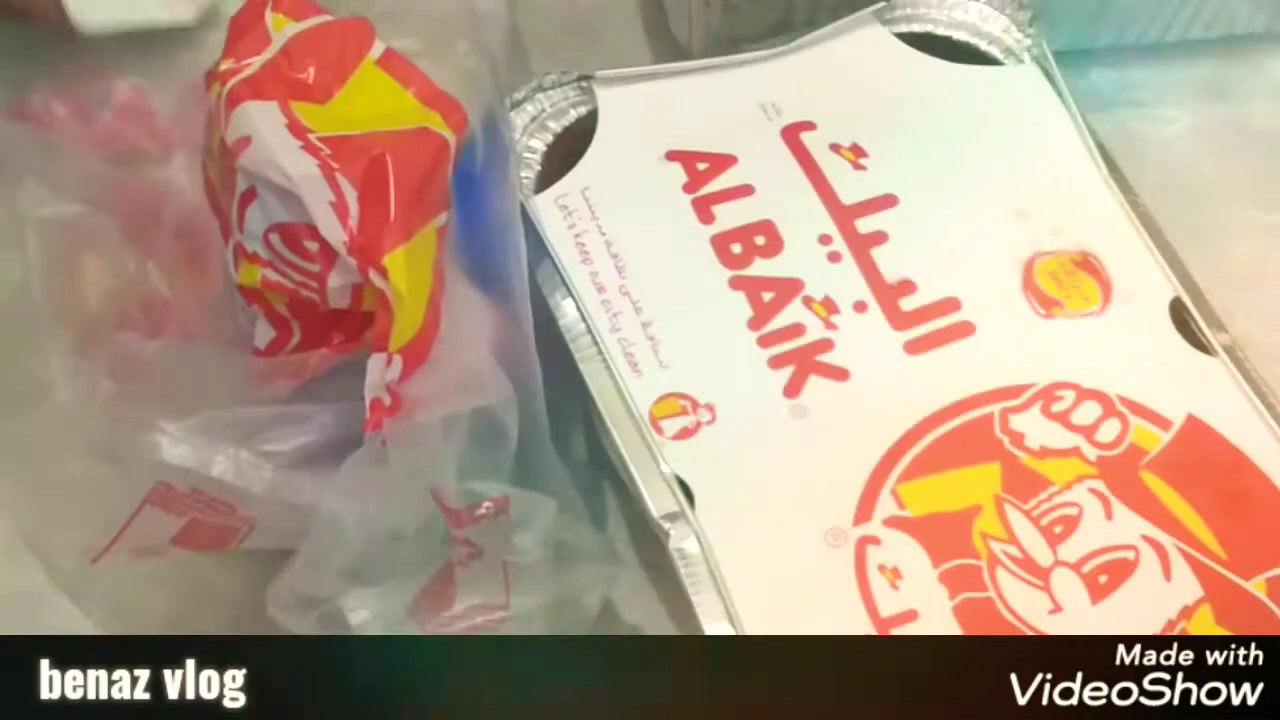 البيك
ALBAIK
Let's keep our city clean
®
®
benaz vlog
Made with
VideoShow